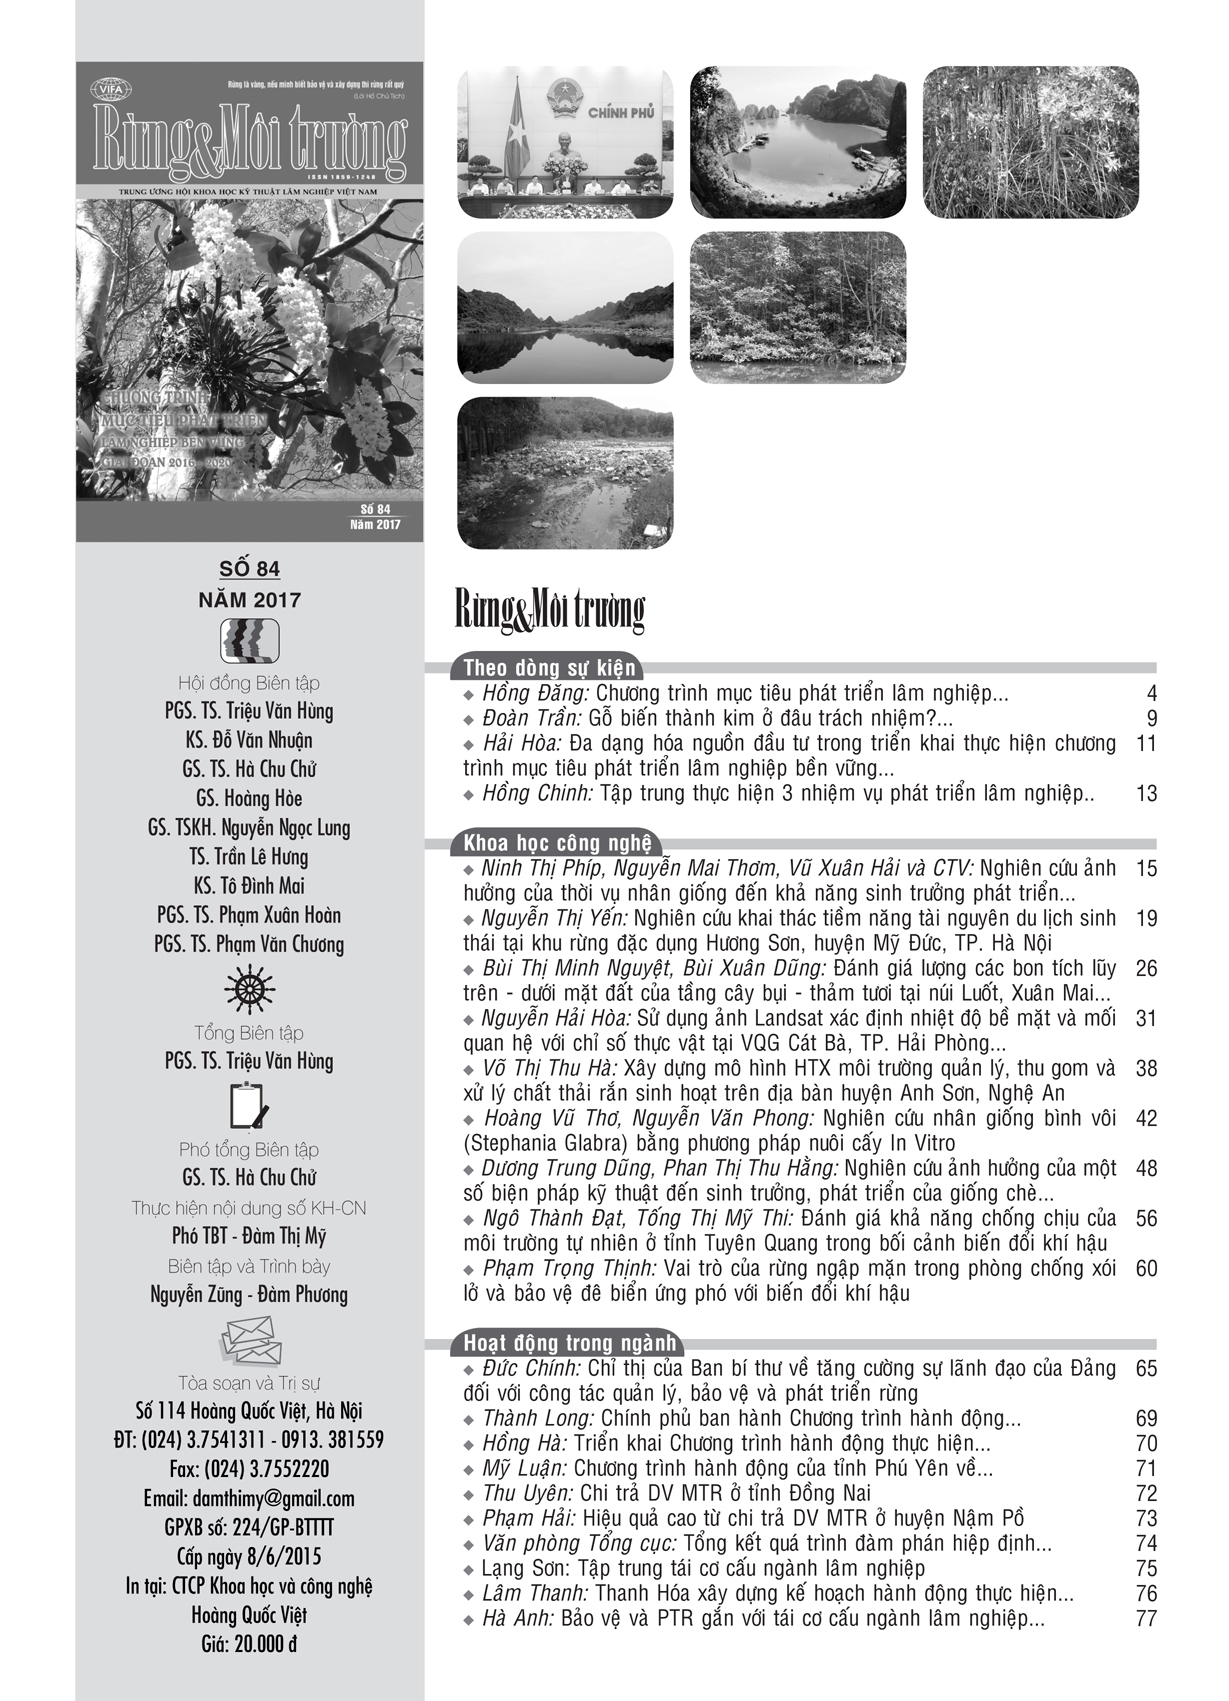 VIFA
Rừng là vàng, nếu mình biết bảo vệ và xây dựng thì rừng rất quý
(Lời Hồ Chủ Tịch)
Rừng&Môi trường
ISSN 1859-1248
TRUNG ƯƠNG HỘI KHOA HỌC KỸ THUẬT LÂM NGHIỆP VIỆT NAM
CHƯƠNG TRÌNH
MỤC TIÊU PHÁT TRIỂN
LÂM NGHIỆP BỀN VỮNG
GIAI ĐOẠN 2016 - 2020
Số 84
Năm 2017
SỐ 84
NĂM 2017
Hội đồng Biên tập
PGS. TS. Triệu Văn Hùng
KS. Đỗ Văn Nhuận
GS. TS. Hà Chu Chử
GS. Hoàng Hòe
GS. TSKH. Nguyễn Ngọc Lung
TS. Trần Lê Hưng
KS. Tô Đình Mai
PGS. TS. Phạm Xuân Hoàn
PGS. TS. Phạm Văn Chương
Tổng Biên tập
PGS. TS. Triệu Văn Hùng
Phó tổng Biên tập
GS. TS. Hà Chu Chử
Thực hiện nội dung số KH-CN
Phó TBT - Đàm Thị Mỹ
Biên tập và Trình bày
Nguyễn Zũng - Đàm Phương
Tòa soạn và Trị sự
Số 114 Hoàng Quốc Việt, Hà Nội
ĐT: (024) 3.7541311 - 0913. 381559
Fax: (024) 3.7552220
Email: damthimy@gmail.com
GPXB số: 224/GP-BTTTT
Cấp ngày 8/6/2015
In tại: CTCP Khoa học và công nghệ
Hoàng Quốc Việt
Giá: 20.000 đ
CHÍNH PHỦ
Rừng&Môi trường
Theo dòng sự kiện
◆ Hồng Đăng: Chương trình mục tiêu phát triển lâm nghiệp... 4
◆ Đoàn Trần: Gỗ biến thành kim ở đâu trách nhiệm?... 9
◆ Hải Hòa: Đa dạng hóa nguồn đầu tư trong triển khai thực hiện chương 11
trình mục tiêu phát triển lâm nghiệp bền vững...
◆ Hồng Chinh: Tập trung thực hiện 3 nhiệm vụ phát triển lâm nghiệp.. 13
Khoa học công nghệ
◆ Ninh Thị Phíp, Nguyễn Mai Thơm, Vũ Xuân Hải và CTV: Nghiên cứu ảnh 15
hưởng của thời vụ nhân giống đến khả năng sinh trưởng phát triển...
◆ Nguyễn Thị Yến: Nghiên cứu khai thác tiềm năng tài nguyên du lịch sinh 19
thái tại khu rừng đặc dụng Hương Sơn, huyện Mỹ Đức, TP. Hà Nội
◆ Bùi Thị Minh Nguyệt, Bùi Xuân Dũng: Đánh giá lượng các bon tích lũy 26
trên - dưới mặt đất của tầng cây bụi - thảm tươi tại núi Luốt, Xuân Mai...
◆ Nguyễn Hải Hòa: Sử dụng ảnh Landsat xác định nhiệt độ bề mặt và mối 31
quan hệ với chỉ số thực vật tại VQG Cát Bà, TP. Hải Phòng...
◆ Võ Thị Thu Hà: Xây dựng mô hình HTX môi trường quản lý, thu gom và 38
xử lý chất thải rắn sinh hoạt trên địa bàn huyện Anh Sơn, Nghệ An
◆ Hoàng Vũ Thơ, Nguyễn Văn Phong: Nghiên cứu nhân giống bình vôi 42
(Stephania Glabra) bằng phương pháp nuôi cấy In Vitro
◆ Dương Trung Dũng, Phan Thị Thu Hằng: Nghiên cứu ảnh hưởng của một 48
số biện pháp kỹ thuật đến sinh trưởng, phát triển của giống chè...
◆ Ngô Thành Đạt, Tống Thị Mỹ Thi: Đánh giá khả năng chống chịu của 56
môi trường tự nhiên ở tỉnh Tuyên Quang trong bối cảnh biến đổi khí hậu
◆ Phạm Trọng Thịnh: Vai trò của rừng ngập mặn trong phòng chống xói 60
lở và bảo vệ đê biển ứng phó với biến đổi khí hậu
Hoạt động trong ngành
◆ Đức Chính: Chỉ thị của Ban bí thư về tăng cường sự lãnh đạo của Đảng 65
đối với công tác quản lý, bảo vệ và phát triển rừng
◆ Thành Long: Chính phủ ban hành Chương trình hành động... 69
◆ Hồng Hà: Triển khai Chương trình hành động thực hiện... 70
◆ Mỹ Luận: Chương trình hành động của tỉnh Phú Yên về... 71
◆ Thu Uyên: Chi trả DV MTR ở tỉnh Đồng Nai 72
◆ Phạm Hải: Hiệu quả cao từ chi trả DV MTR ở huyện Nậm Pồ 73
◆ Văn phòng Tổng cục: Tổng kết quá trình đàm phán hiệp định... 74
◆ Lạng Sơn: Tập trung tái cơ cấu ngành lâm nghiệp 75
◆ Lâm Thanh: Thanh Hóa xây dựng kế hoạch hành động thực hiện... 76
◆ Hà Anh: Bảo vệ và PTR gắn với tái cơ cấu ngành lâm nghiệp... 77